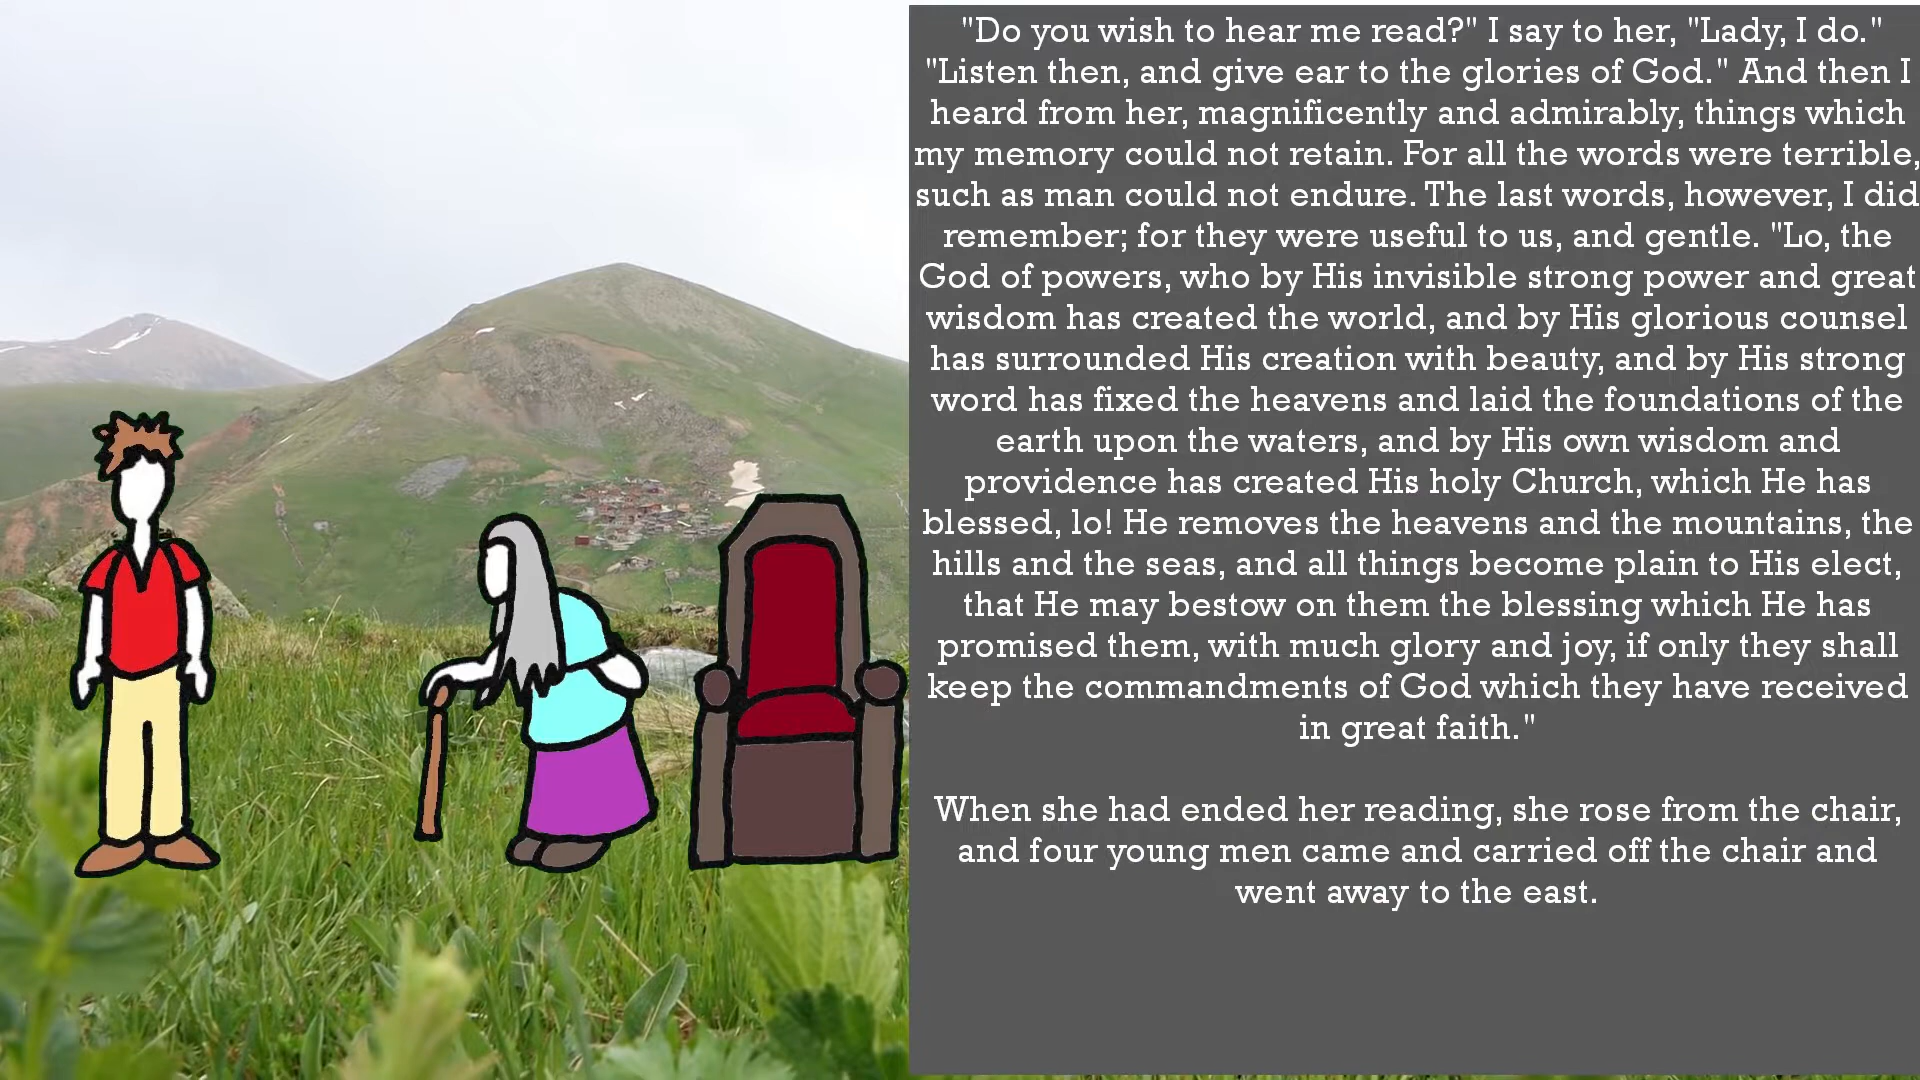 "Do you wish to hear me read?" I say to her, "Lady, I do."
"Listen then, and give ear to the glories of God." And then I
heard from her, magnificently and admirably, things which
my memory could not retain. For all the words were terrible,
such as man could not endure. The last words, however, I did
remember; for they were useful to us, and gentle. "Lo, the
God of powers, who by His invisible strong power and great
wisdom has created the world, and by His glorious counsel
has surrounded His creation with beauty, and by His strong
word has fixed the heavens and laid the foundations of the
earth upon the waters, and by His own wisdom and
providence has created His holy Church, which He has
blessed, lo! He removes the heavens and the mountains, the
hills and the seas, and all things become plain to His elect,
that He may bestow on them the blessing which He has
promised them, with much glory and joy, if only they shall
keep the commandments of God which they have received
in great faith."
When she had ended her reading, she rose from the chair,
and four young men came and carried off the chair and
went away to the east.